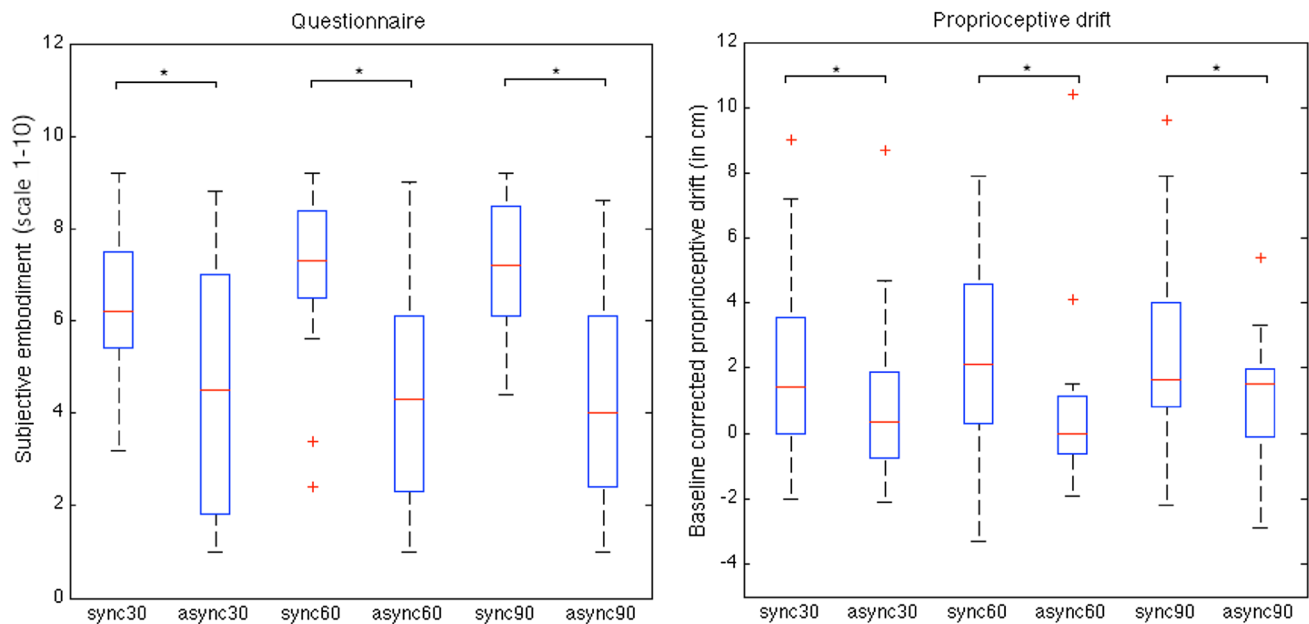 Questionnaire
Subjective embodiment (scale 1-10)
12
10
8
6
4
2
0
* * *
sync30 async30 sync60 async60 sync90 async90
Proprioceptive drift
Baseline corrected proprioceptive drift (in cm)
12
10
8
6
4
2
0
-2
-4
* * *
sync30 async30 sync60 async60 sync90 async90